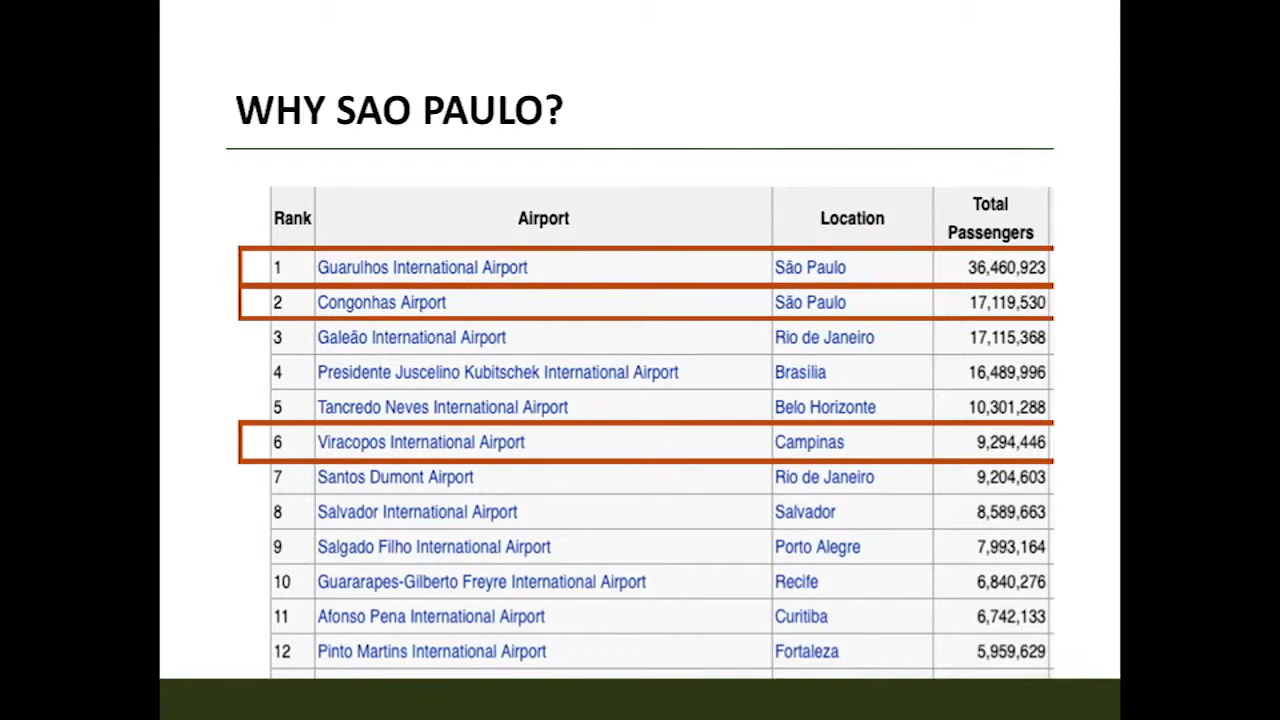 WHY SAO PAULO?
Rank Airport Location Total Passengers
1 Guarulhos International Airport São Paulo 36,460,923
2 Congonhas Airport São Paulo 17,119,530
3 Galeão International Airport Rio de Janeiro 17,115,368
4 Presidente Juscelino Kubitschek International Airport Brasília 16,489,996
5 Tancredo Neves International Airport Belo Horizonte 10,301,288
6 Viracopos International Airport Campinas 9,294,446
7 Santos Dumont Airport Rio de Janeiro 9,204,603
8 Salvador International Airport Salvador 8,589,663
9 Salgado Filho International Airport Porto Alegre 7,993,164
10 Guararapes-Gilberto Freyre International Airport Recife 6,840,276
11 Afonso Pena International Airport Curitiba 6,742,133
12 Pinto Martins International Airport Fortaleza 5,959,629